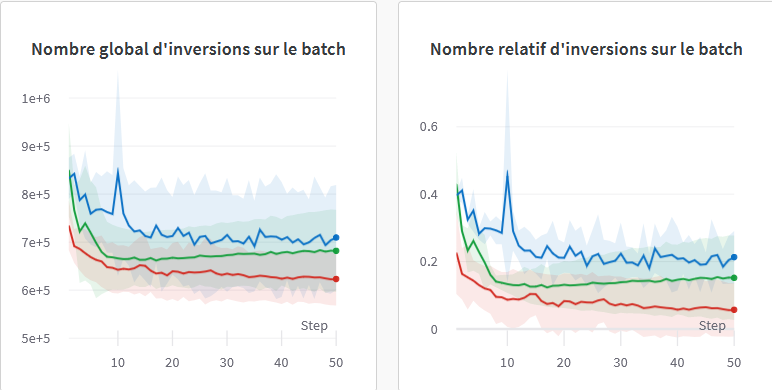 Nombre global d'inversions sur le batch
1e+6
9e+5
8e+5
7e+5
6e+5
5e+5
Step
10 20 30 40 50
Nombre relatif d'inversions sur le batch
0.6
0.4
0.2
0
Step
10 20 30 40 50